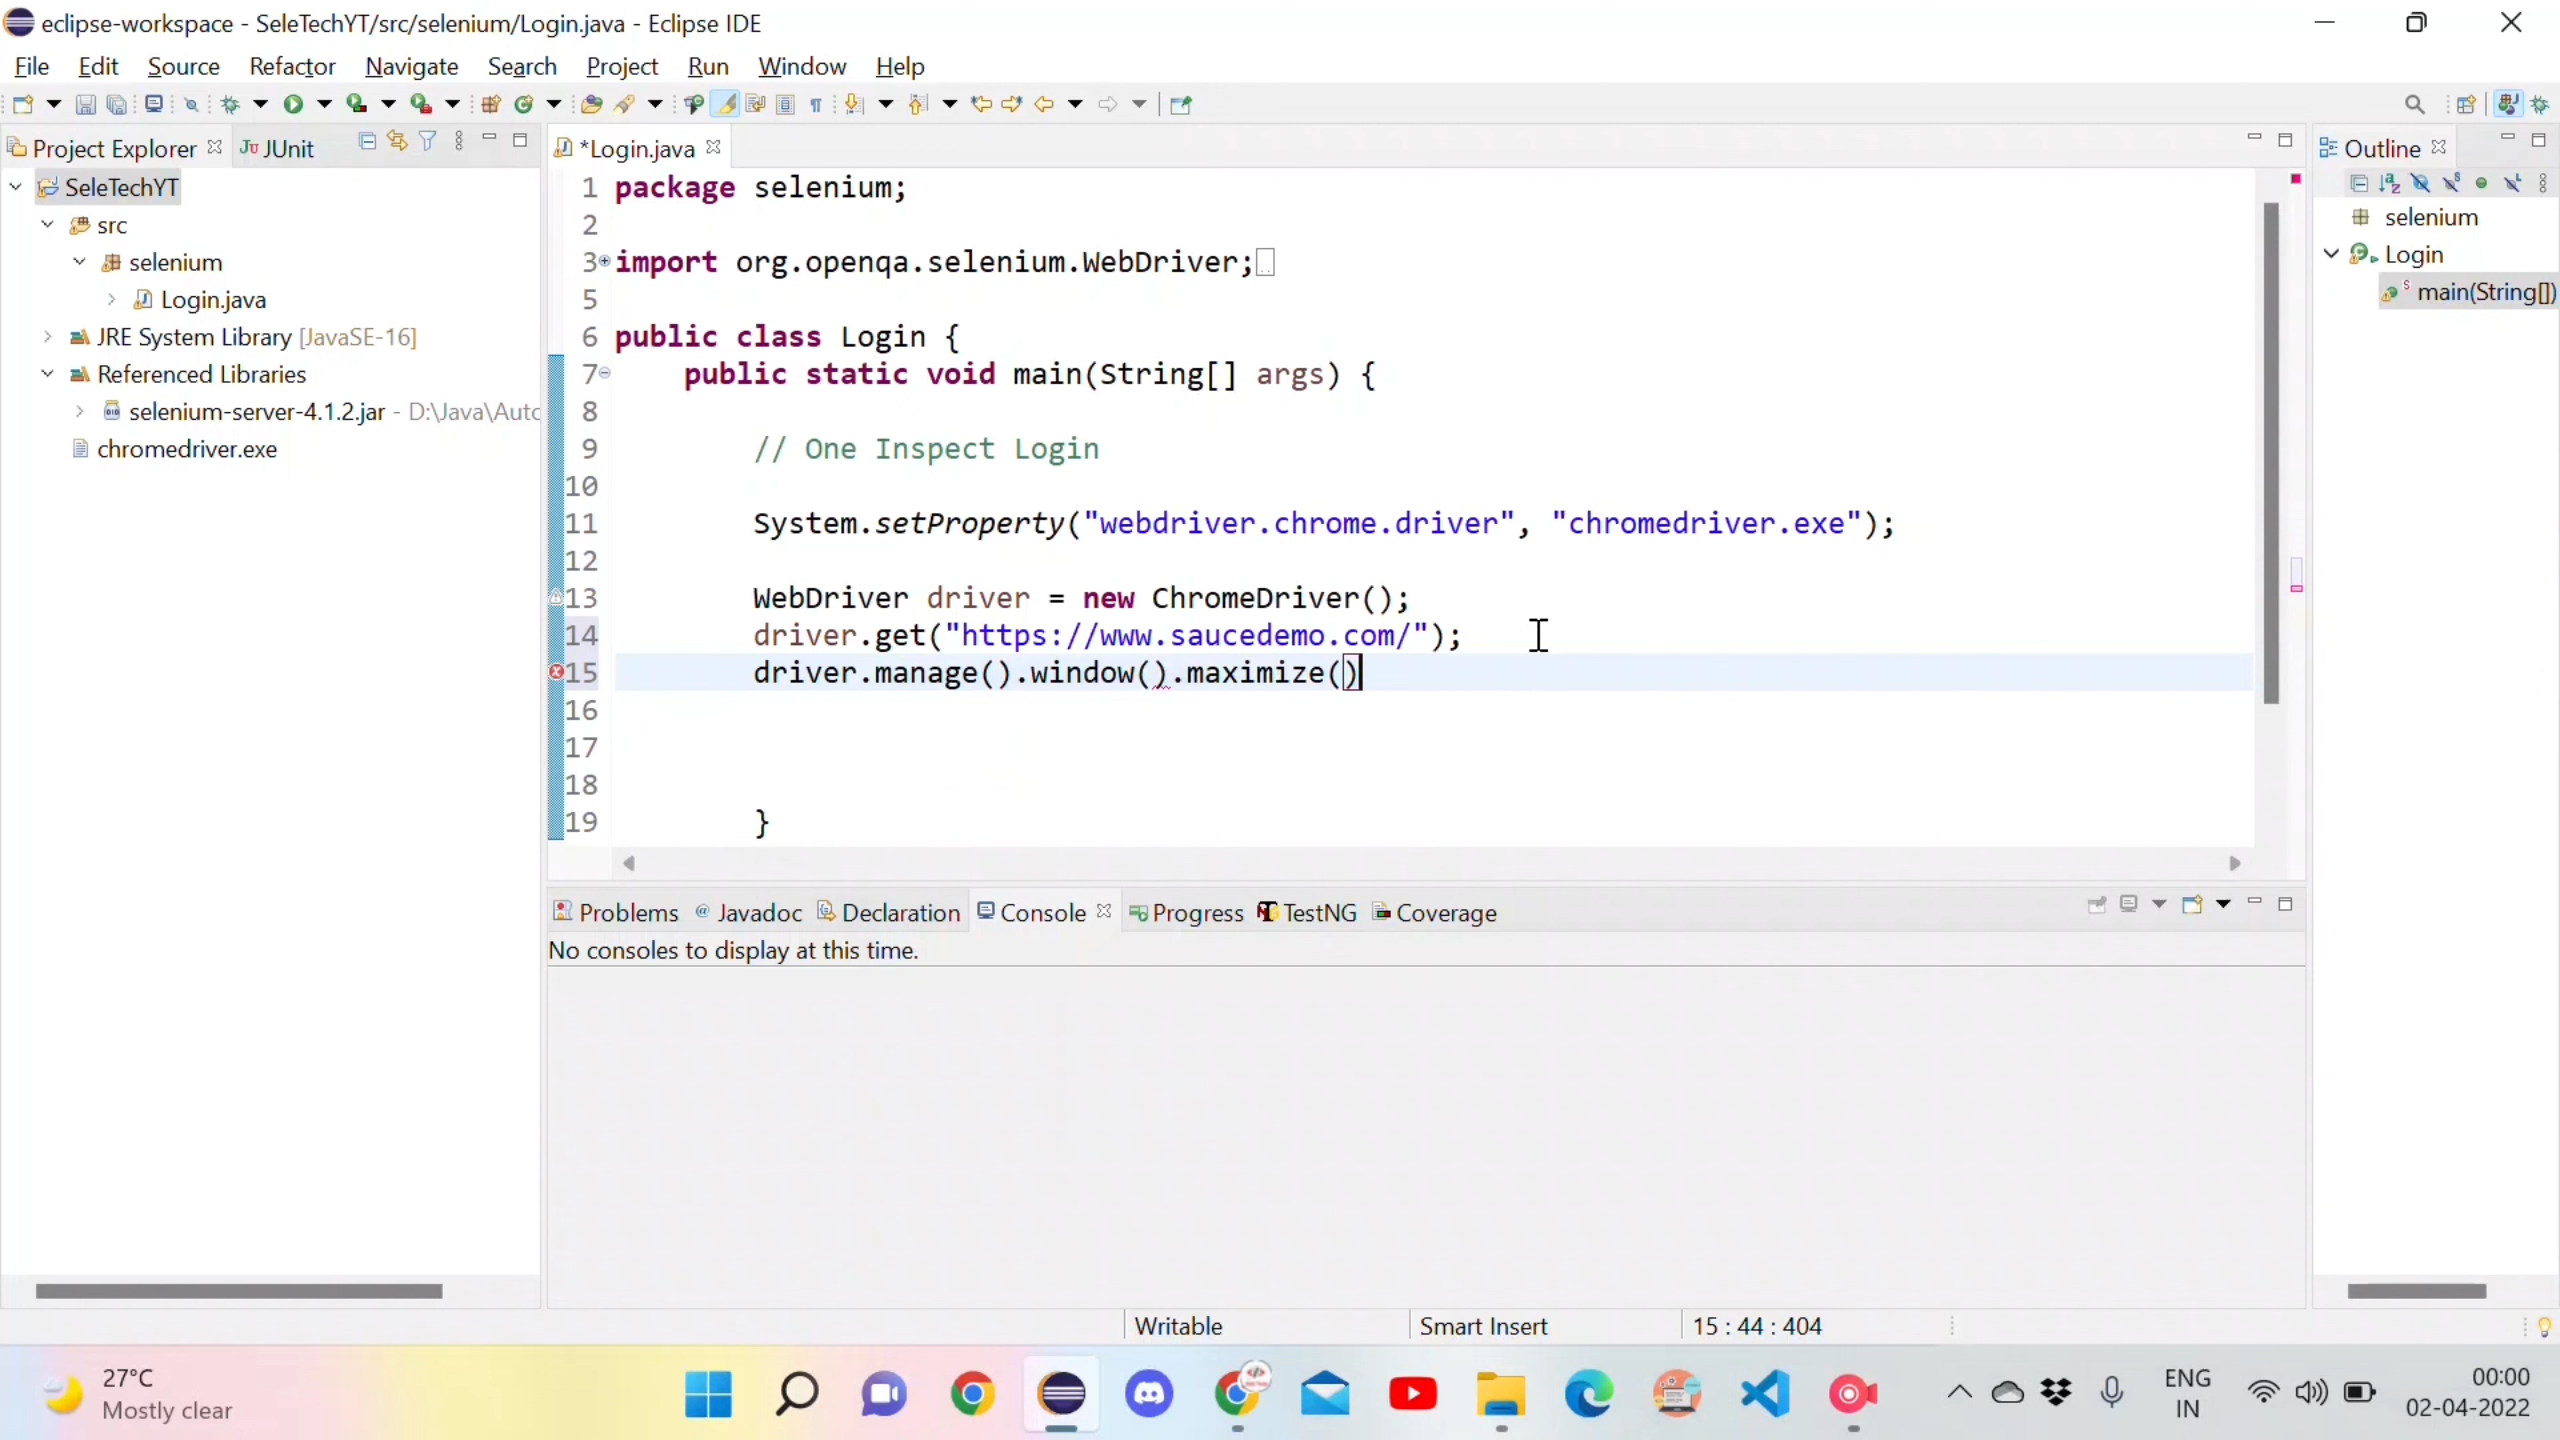 eclipse-workspace - SeleTechYT/src/selenium/Login.java - Eclipse IDE
File Edit Source Refactor Navigate Search Project Run Window Help
Project Explorer JUnit
SeleTechYT
src
selenium
Login.java
JRE System Library [JavaSE-16]
Referenced Libraries
selenium-server-4.1.2.jar - D:\Java\Auto
chromedriver.exe
*Login.java
1 package selenium;
2
3 import org.openqa.selenium.WebDriver;
5
6 public class Login {
7 public static void main(String[] args) {
8
9 // One Inspect Login
10
11 System.setProperty("webdriver.chrome.driver", "chromedriver.exe");
12
13 WebDriver driver = new ChromeDriver();
14 driver.get("https://www.saucedemo.com/");
15 driver.manage().window().maximize()
16
17
18
19 }
Outline
selenium
Login
main(String[])
Problems Javadoc Declaration Console Progress TestNG Coverage
No consoles to display at this time.
Writable Smart Insert 15 : 44 : 404
27°C
Mostly clear
ENG
IN
00:00
02-04-2022